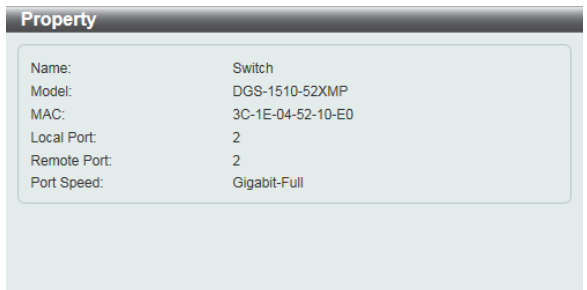 Property
Name: Switch
Model: DGS-1510-52XMP
MAC: 3C-1E-04-52-10-E0
Local Port: 2
Remote Port: 2
Port Speed: Gigabit-Full